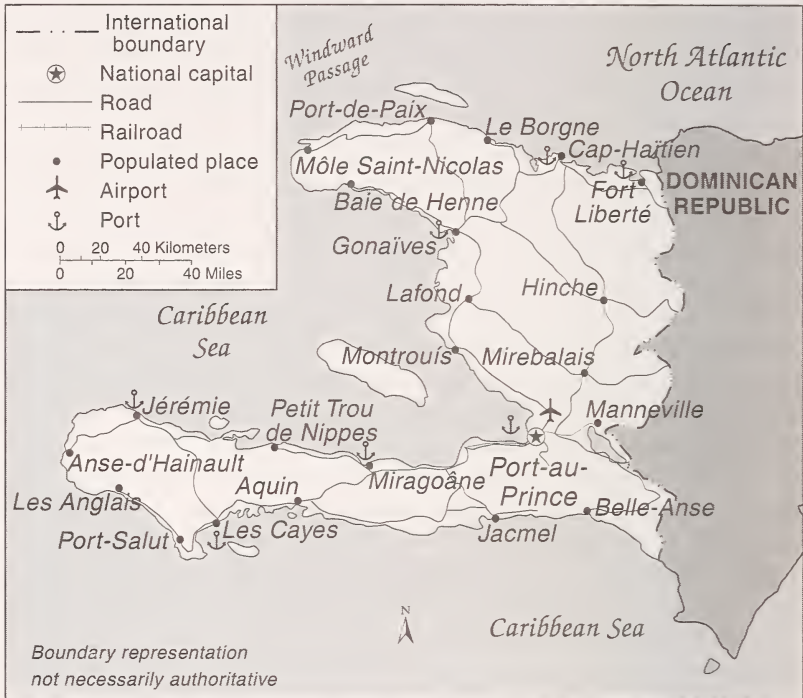 International
boundary
National capital
Road
Railroad
Populated place
Airport
Port
0 20 40 Kilometers
0 20 40 Miles
Windward
Passage
North Atlantic
Ocean
Port-de-Paix
Le Borgne
Cap-Haïtien
Môle Saint-Nicolas
Fort
Liberté
DOMINICAN
REPUBLIC
Baie de Henne
Gonaïves
Lafond
Hinche
Caribbean
Sea
Montrouís
Mirebalais
Jérémie
Petit Trou
de Nippes
Manneville
Anse-d'Hainault
Miragoâne
Port-au-
Prince
Les Anglais
Aquin
Belle-Anse
Port-Salut
Les Cayes
Jacmel
N
Caribbean Sea
Boundary representation
not necessarily authoritative